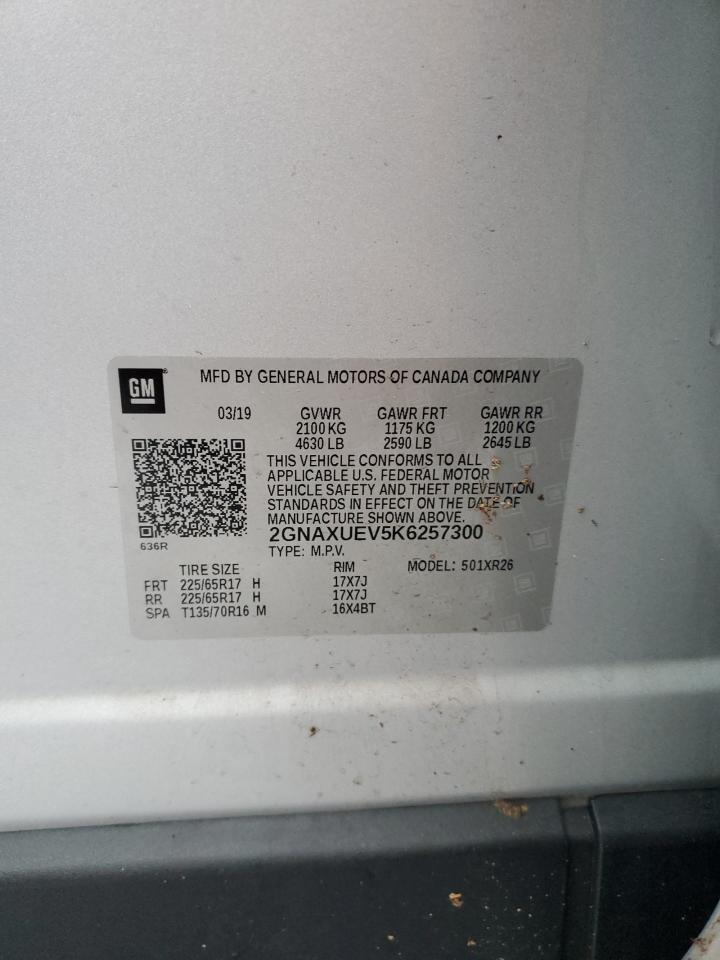 GM ®
MFD BY GENERAL MOTORS OF CANADA COMPANY
03/19 GVWR GAWR FRT GAWR RR
2100 KG 1175 KG 1200 KG
4630 LB 2590 LB 2645 LB
THIS VEHICLE CONFORMS TO ALL
APPLICABLE U.S. FEDERAL MOTOR
VEHICLE SAFETY AND THEFT PREVENTION
STANDARDS IN EFFECT ON THE DATE OF
MANUFACTURE SHOWN ABOVE.
2GNAXUEV5K6257300
636R
TYPE: M.P.V.
TIRE SIZE RIM MODEL: 501XR26
FRT 225/65R17 H 17X7J
RR 225/65R17 H 17X7J
SPA T135/70R16 M 16X4BT